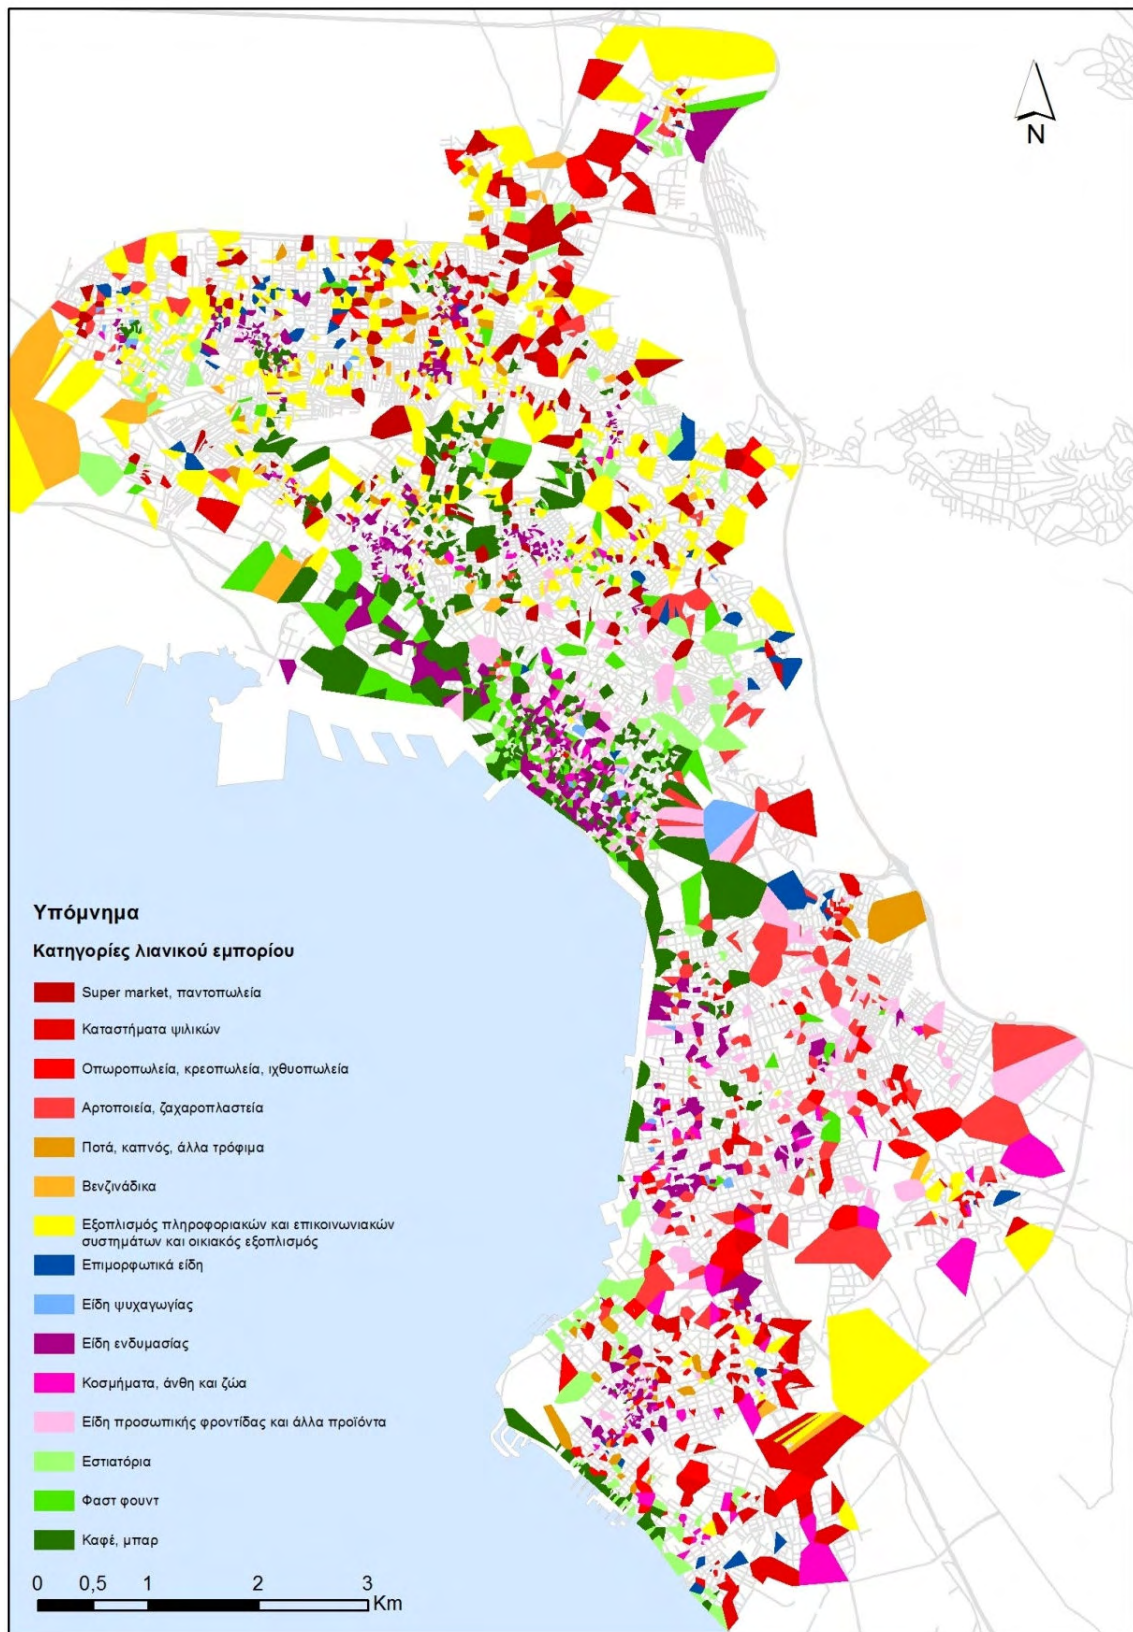 N
Υπόμνημα
Κατηγορίες λιανικού εμπορίου
Super market, παντοπωλεία
Καταστήματα ψιλικών
Οπωροπωλεία, κρεοπωλεία, ιχθυοπωλεία
Αρτοποιεία, ζαχαροπλαστεία
Ποτά, καπνός, άλλα τρόφιμα
Βενζινάδικα
Εξοπλισμός πληροφοριακών και επικοινωνιακών
συστημάτων και οικιακός εξοπλισμός
Επιμορφωτικά είδη
Είδη ψυχαγωγίας
Είδη ενδυμασίας
Κοσμήματα, άνθη και ζώα
Είδη προσωπικής φροντίδας και άλλα προϊόντα
Εστιατόρια
Φαστ φουντ
Καφέ, μπαρ
0 0,5 1 2 3
Km